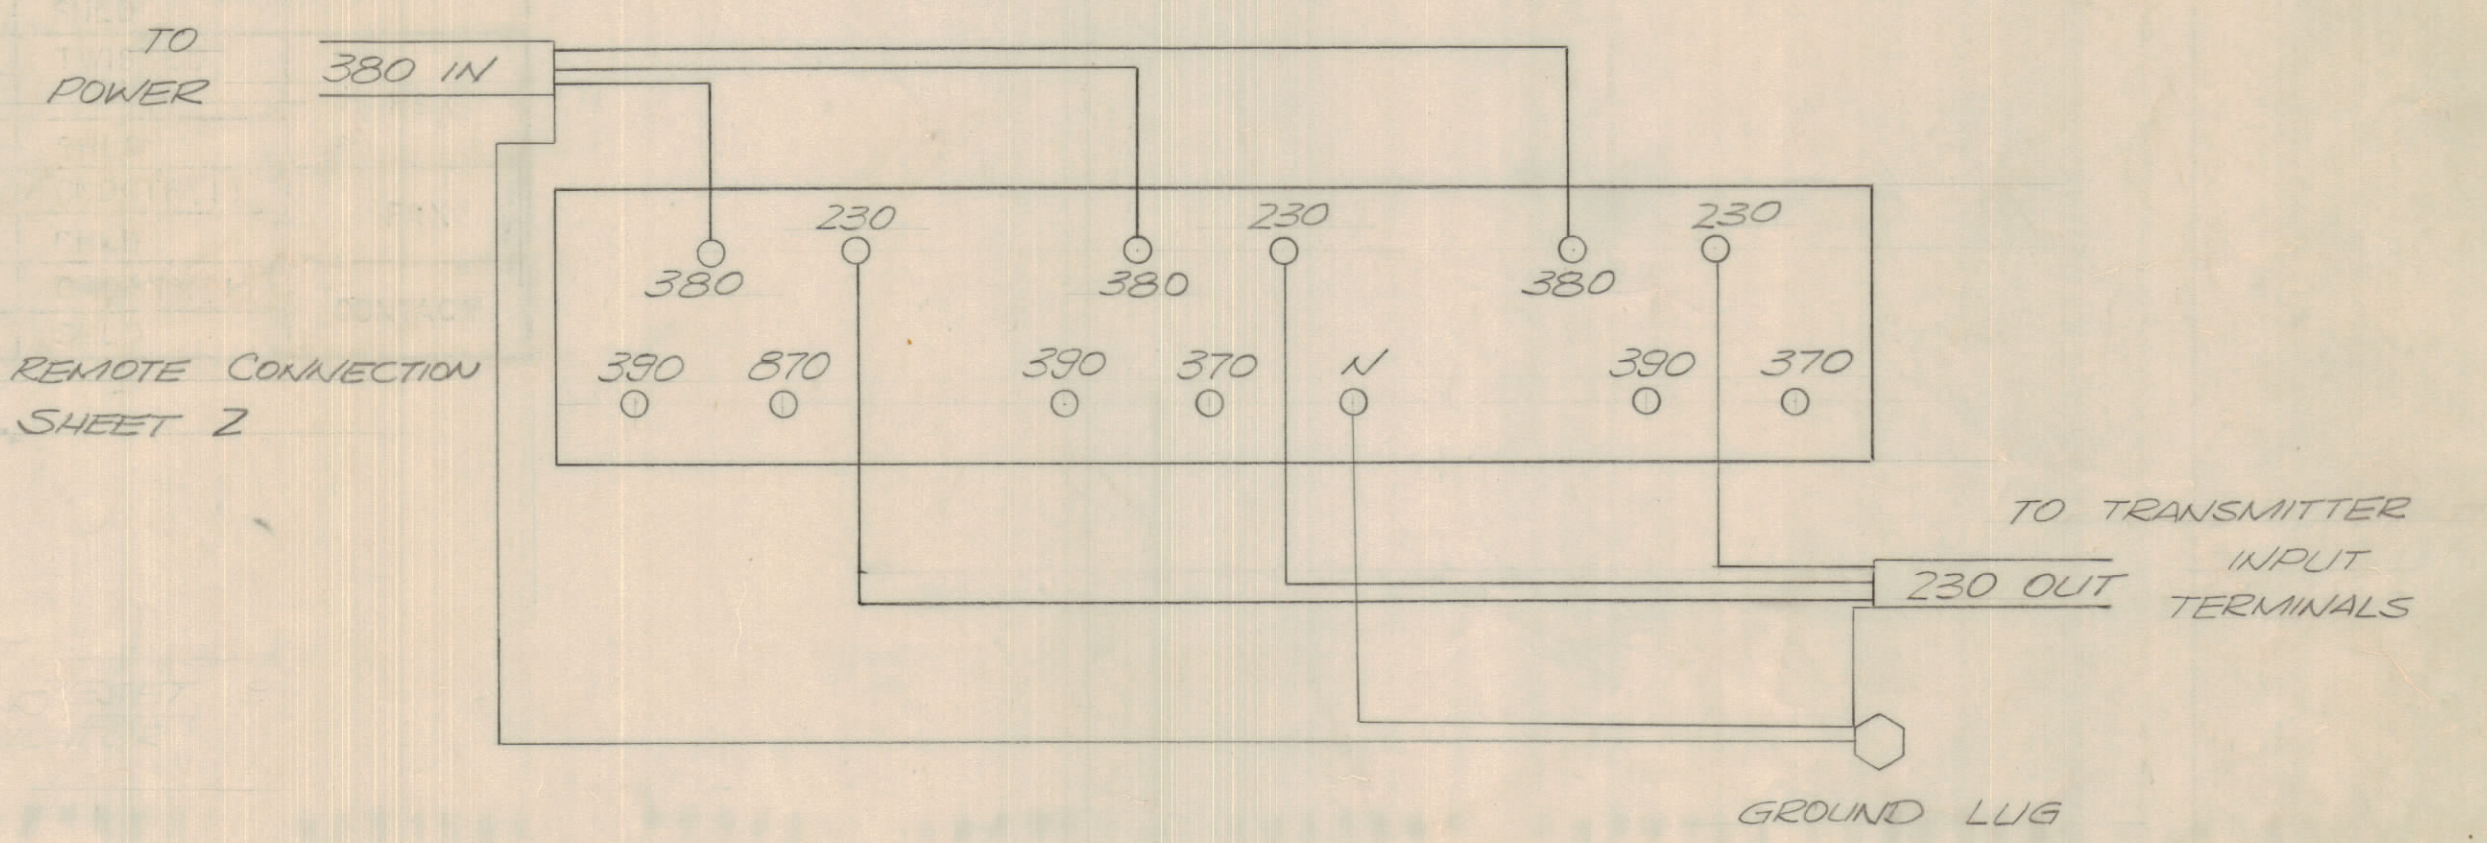 TO
POWER
380 IN
230
230
230
380
380
380
REMOTE CONNECTION
SHEET 2
390
870
390
370
N
390
370
TO TRANSMITTER
INPUT
TERMINALS
230 OUT
GROUND LUG